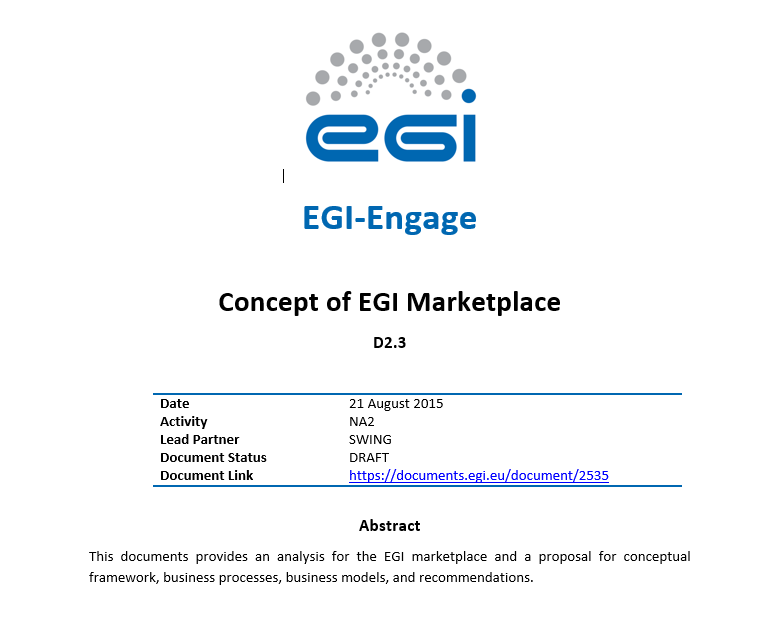 egi
EGI-Engage
Concept of EGI Marketplace
D2.3
Date 21 August 2015
Activity NA2
Lead Partner SWING
Document Status DRAFT
Document Link https://documents.egi.eu/document/2535
Abstract
This documents provides an analysis for the EGI marketplace and a proposal for conceptual
framework, business processes, business models, and recommendations.